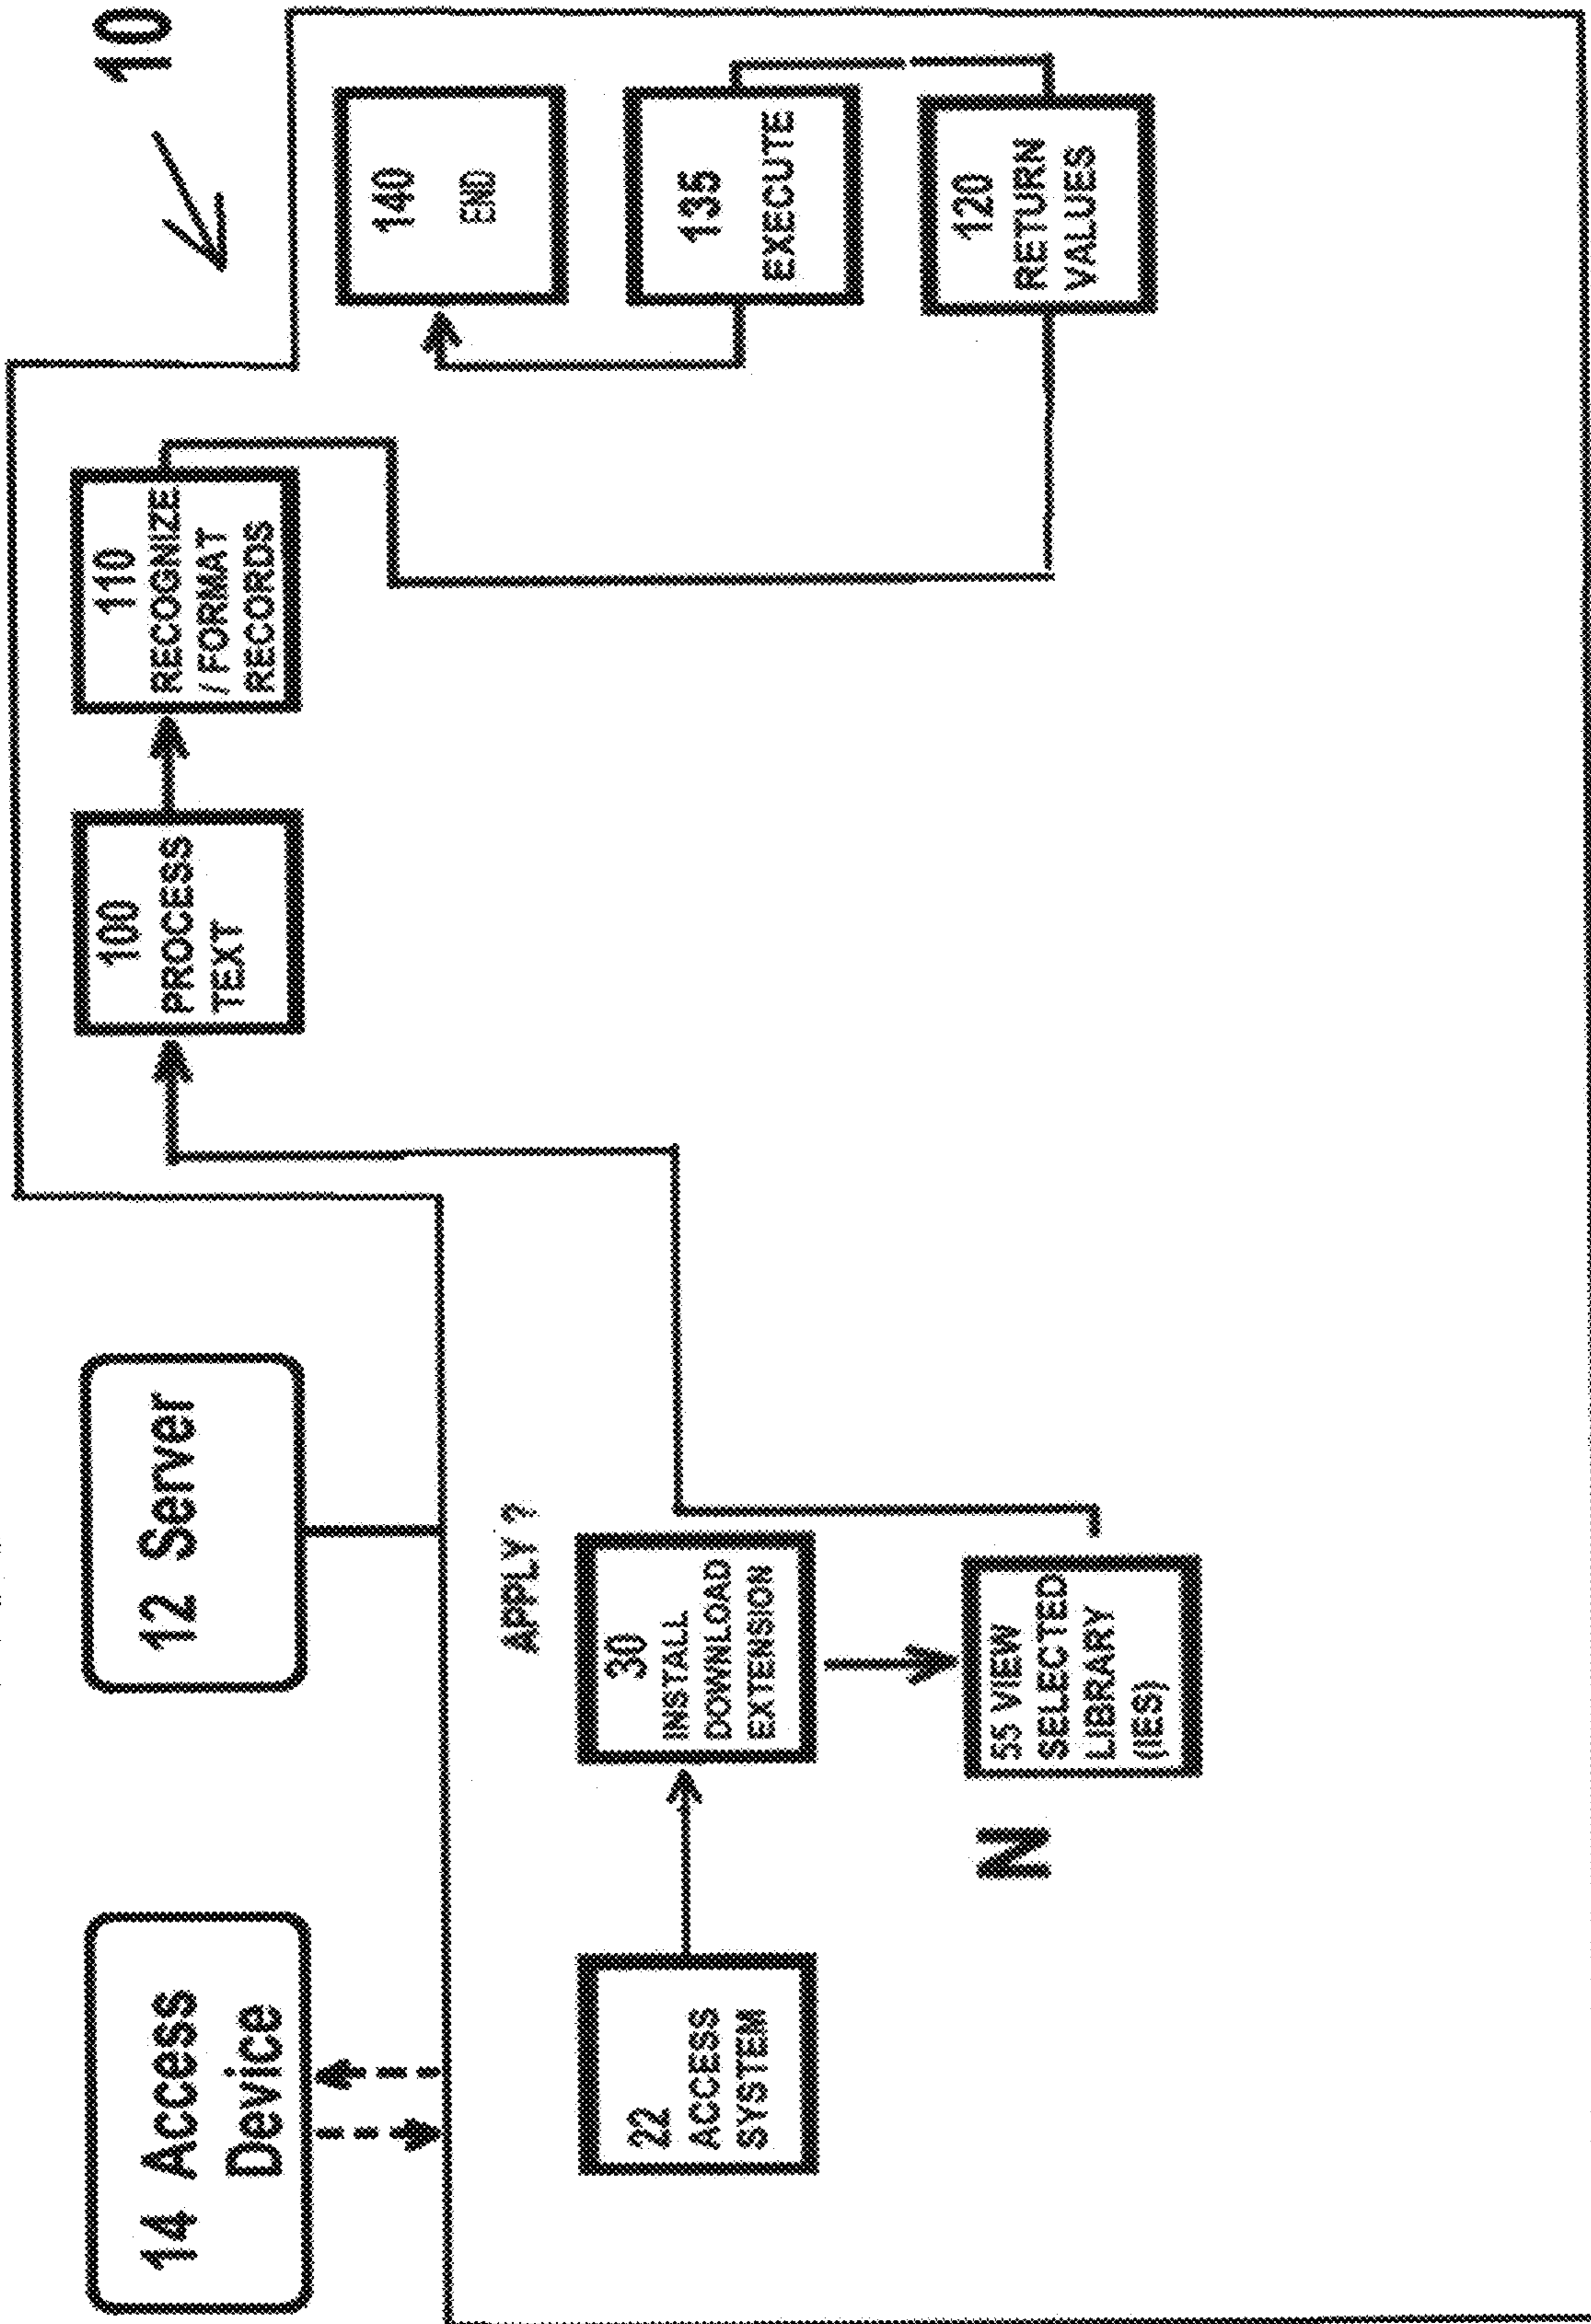 10
14 Access
Device
12 Server
APPLY ?
22
ACCESS
SYSTEM
30
INSTALL
DOWNLOAD
EXTENSION
N
55 VIEW
SELECTED
LIBRARY
(IES)
100
PROCESS
TEXT
110
RECOGNIZE
/ FORMAT
RECORDS
120
RETURN
VALUES
135
EXECUTE
140
END